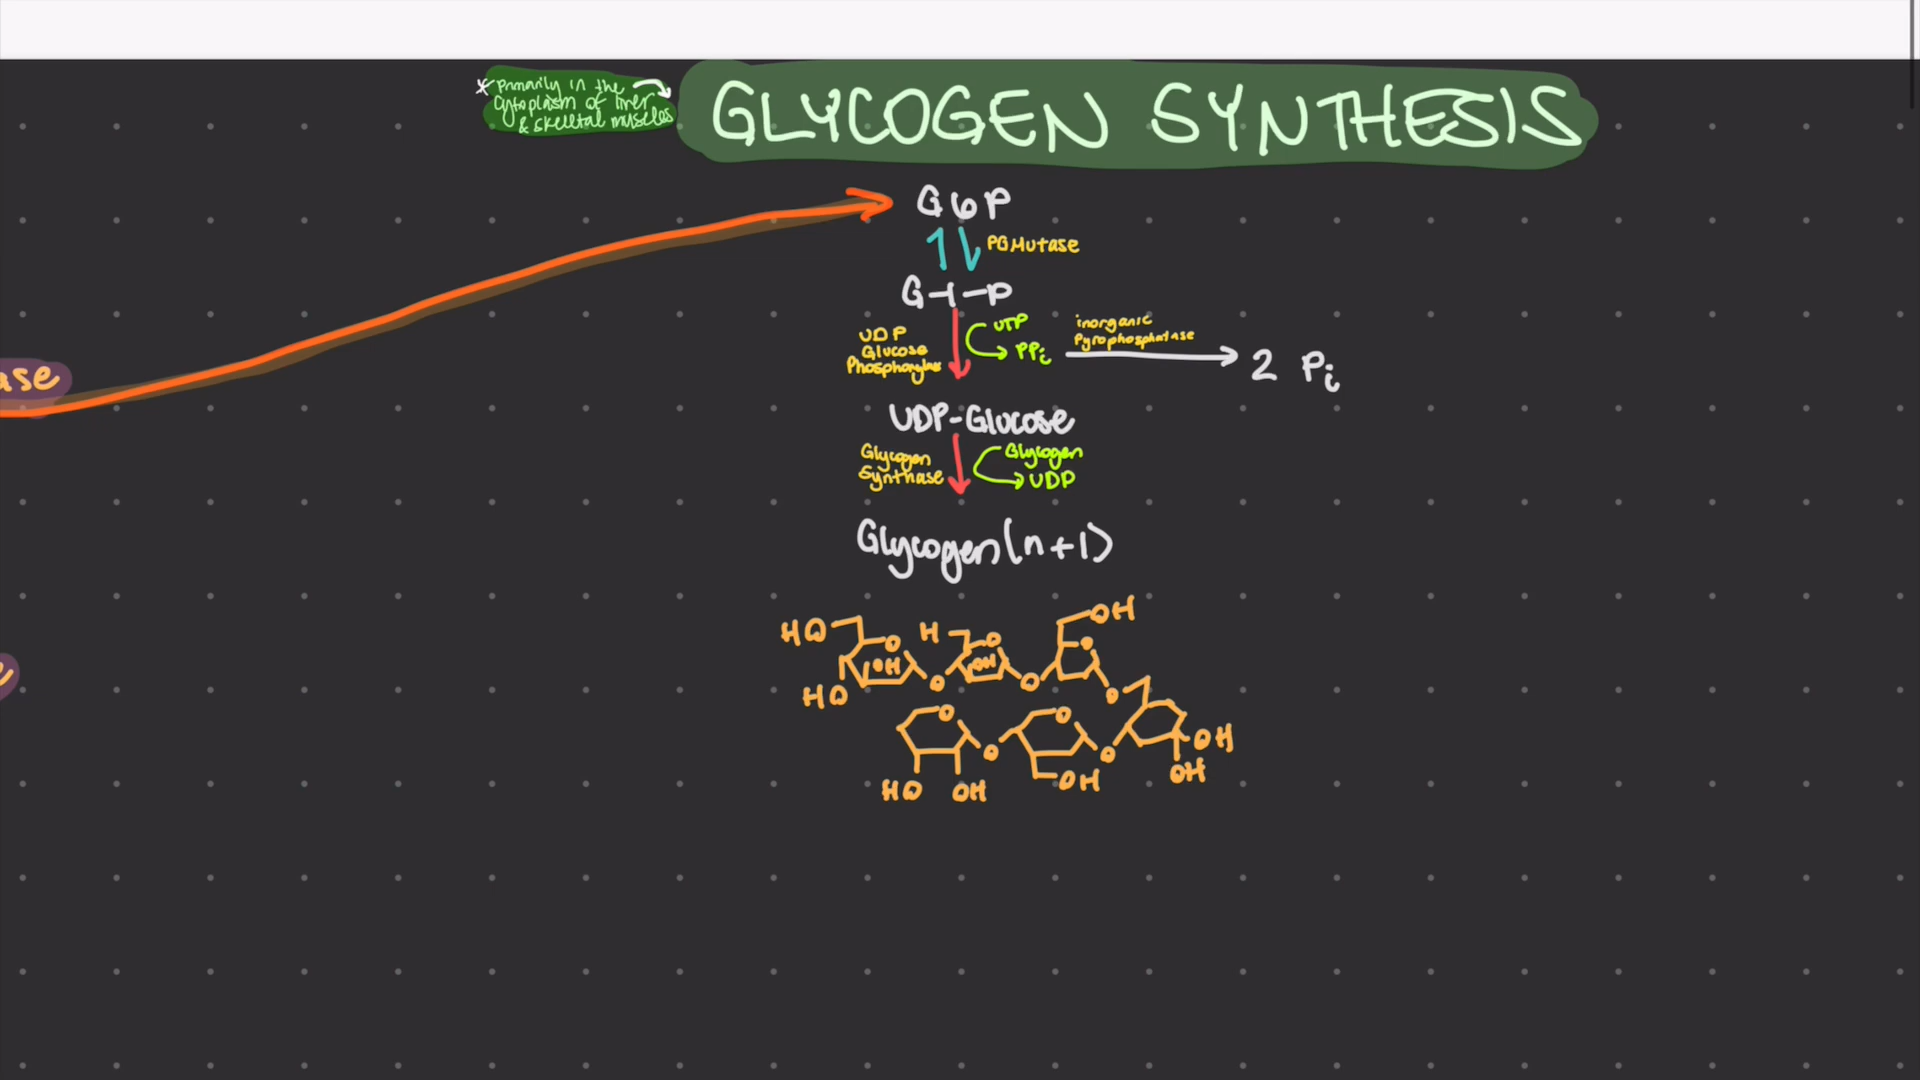 * Primarily in the
cytoplasm of liver
& skeletal muscles
GLYCOGEN SYNTHESIS
G6P
PGMutase
G-1-P
UDP
Glucose
Phosphorylase
UTP
PPi
inorganic
Pyrophosphatase
2 Pi
ase
UDP-Glucose
Glycogen
Synthase
Glycogen
UDP
Glycogen(n+1)
HO
O
OH
H
O
OH
OH
O
HO
O
O
O
O
O
O
O
OH
OH
HO
OH
OH